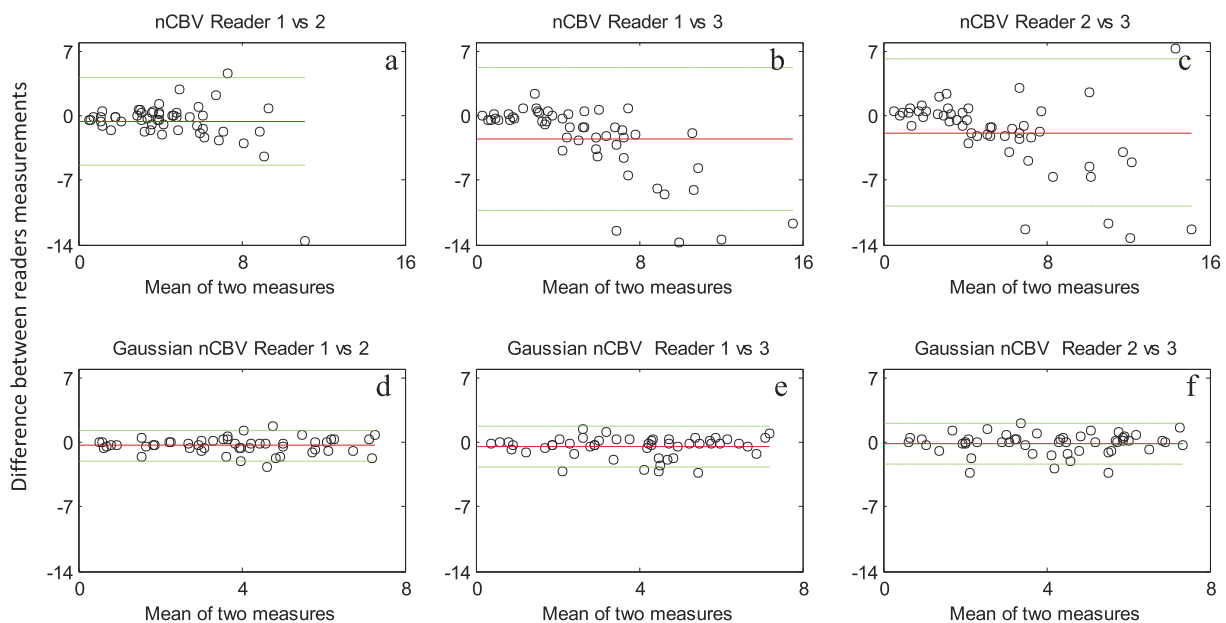 Difference between readers measurements
nCBV Reader 1 vs 2
a
7
0
-7
-14
0
8
16
Mean of two measures
nCBV Reader 1 vs 3
b
7
0
-7
-14
0
8
16
Mean of two measures
nCBV Reader 2 vs 3
c
7
0
-7
-14
0
8
16
Mean of two measures
Gaussian nCBV Reader 1 vs 2
d
7
0
-7
-14
0
4
8
Mean of two measures
Gaussian nCBV Reader 1 vs 3
e
7
0
-7
-14
0
4
8
Mean of two measures
Gaussian nCBV Reader 2 vs 3
f
7
0
-7
-14
0
4
8
Mean of two measures